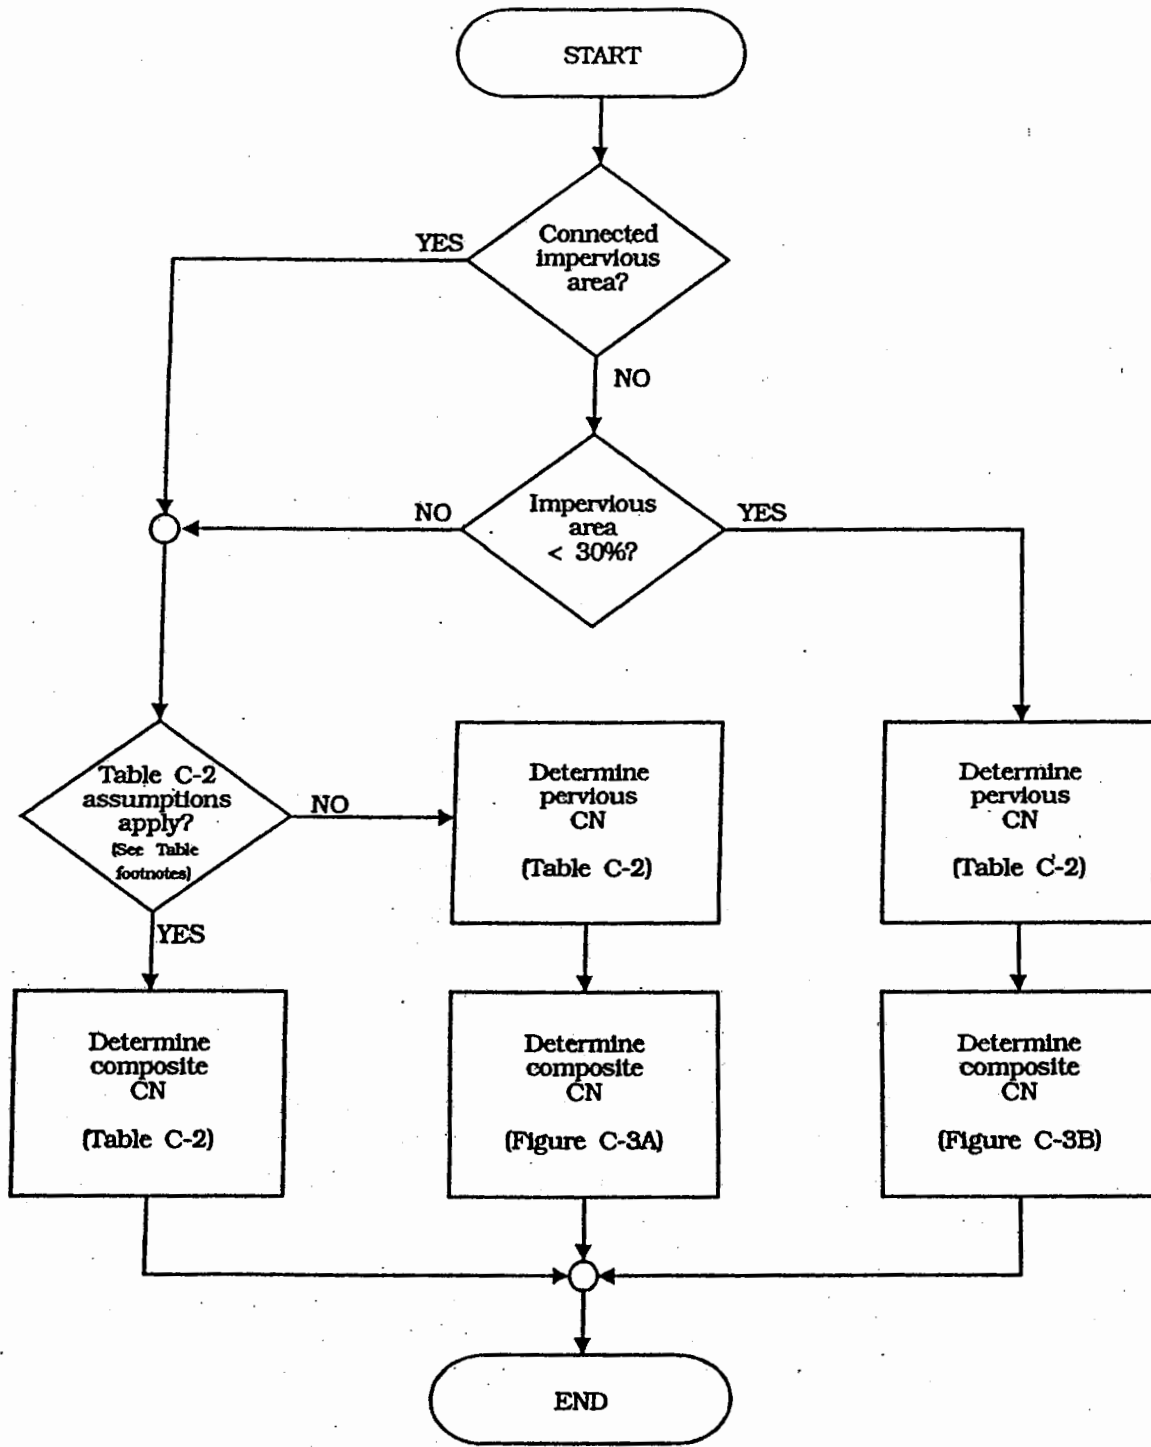 START
YES
Connected
impervious
area?
NO
NO
Impervious
area
< 30%?
YES
Table C-2
assumptions
apply?
(See Table
footnotes)
NO
Determine
pervious
CN
(Table C-2)
Determine
pervious
CN
(Table C-2)
YES
Determine
composite
CN
(Table C-2)
Determine
composite
CN
(Figure C-3A)
Determine
composite
CN
(Figure C-3B)
END